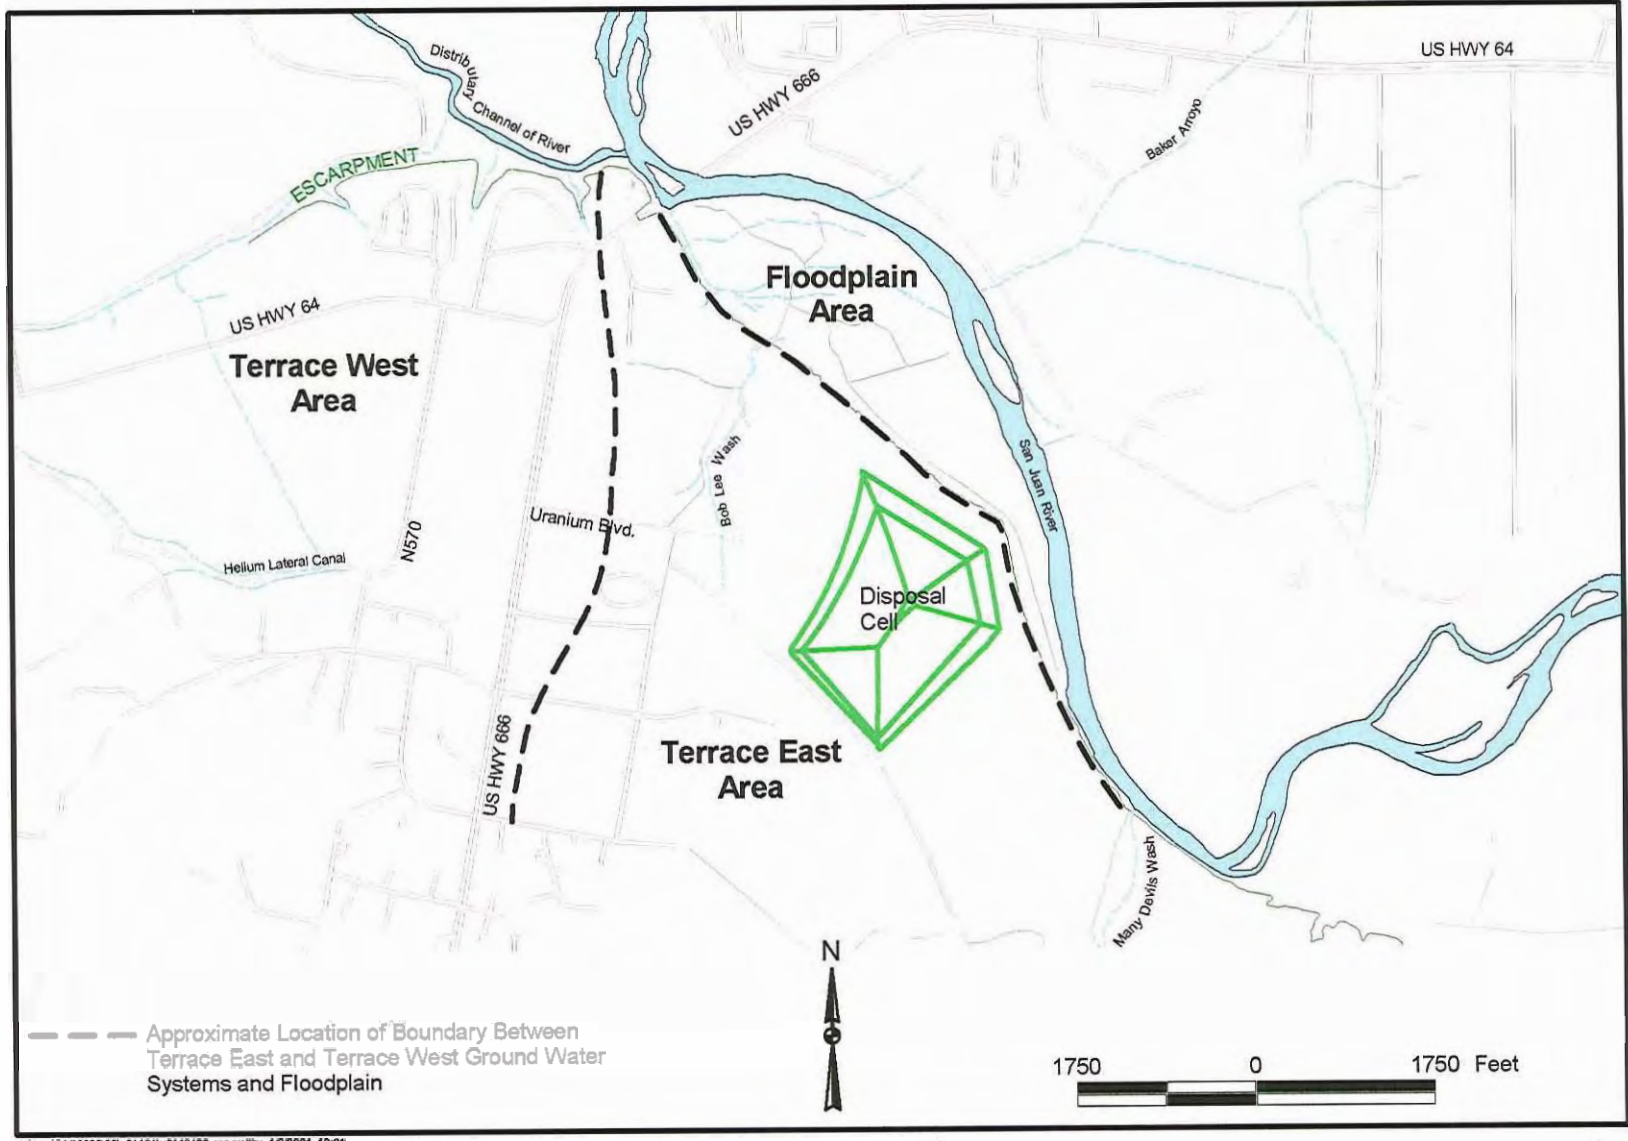 US HWY 64
Distributary
Channel of River
US HWY 666
Baker Arroyo
ESCARPMENT
Floodplain
Area
US HWY 64
Terrace West
Area
San Juan River
Bob Lee Wash
Uranium Blvd.
N570
Helium Lateral Canal
Disposal
Cell
US HWY 666
Terrace East
Area
Many Devils Wash
N
Approximate Location of Boundary Between
Terrace East and Terrace West Ground Water
Systems and Floodplain
1750 0 1750 Feet